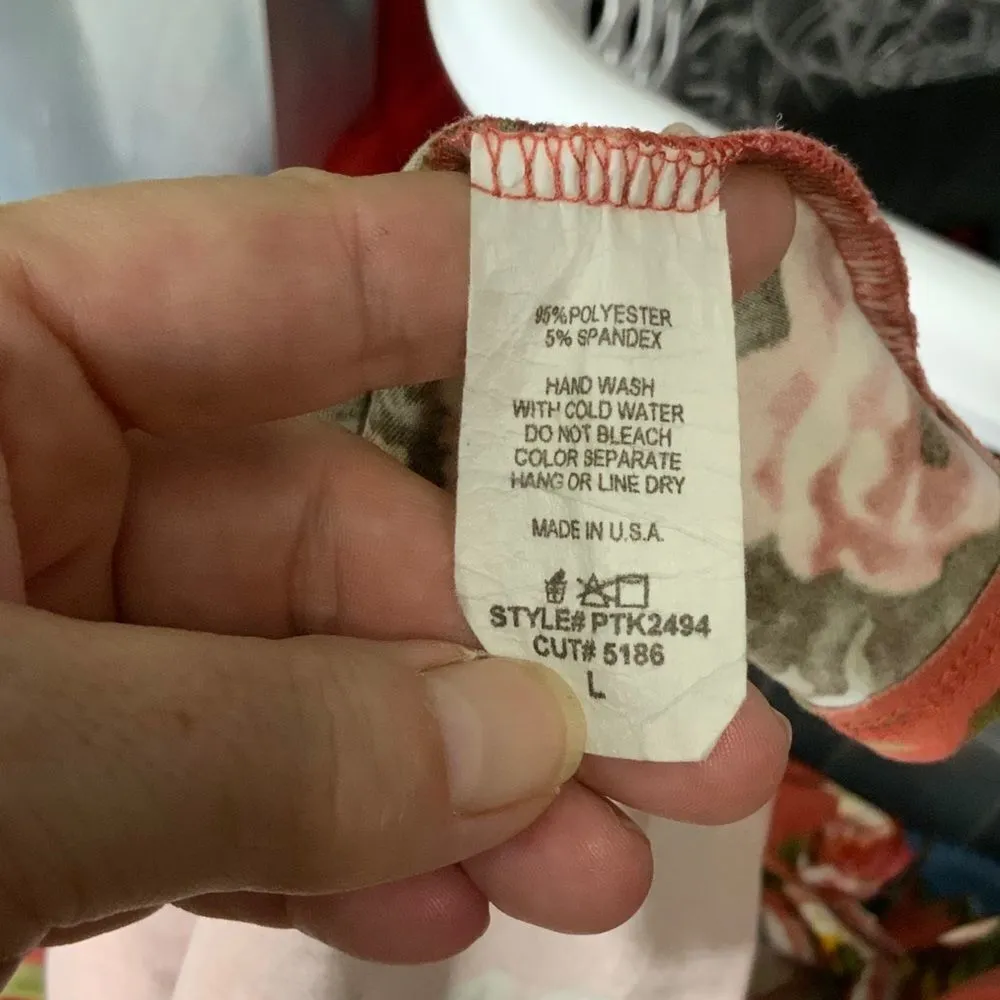 95% POLYESTER
5% SPANDEX
HAND WASH
WITH COLD WATER
DO NOT BLEACH
COLOR SEPARATE
HANG OR LINE DRY
MADE IN U.S.A.
STYLE# PTK2494
CUT# 5186
L